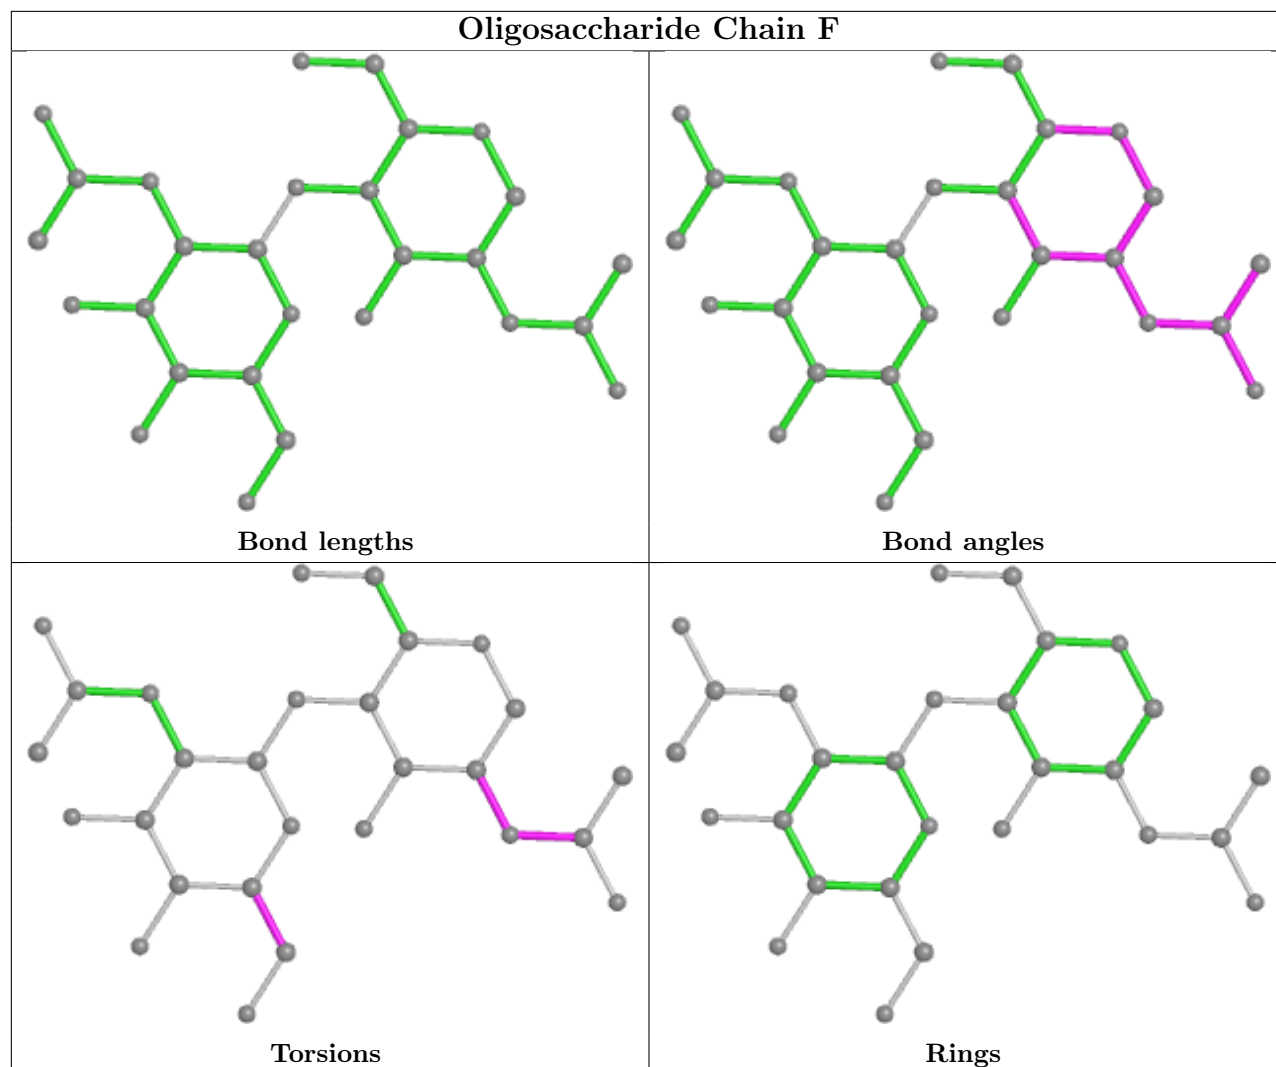 Oligosaccharide Chain F
Bond lengths
Bond angles
Torsions
Rings